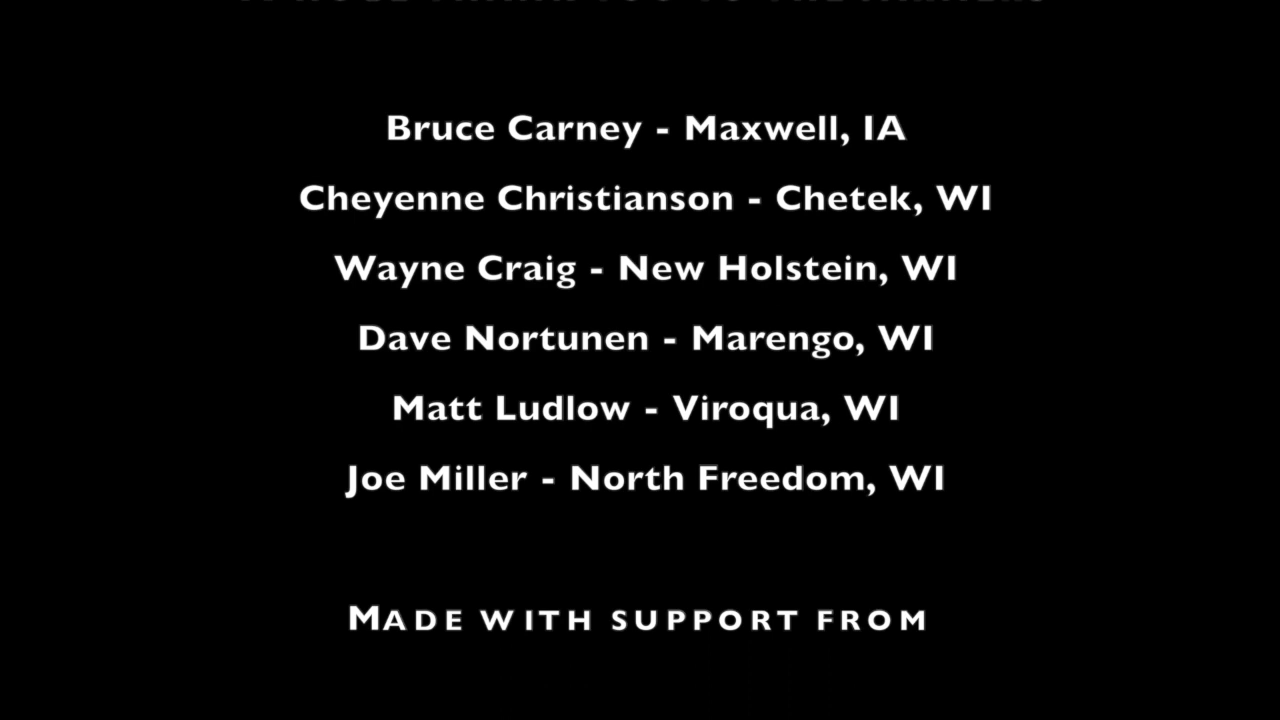 Bruce Carney - Maxwell, IA
Cheyenne Christianson - Chetek, WI
Wayne Craig - New Holstein, WI
Dave Nortunen - Marengo, WI
Matt Ludlow - Viroqua, WI
Joe Miller - North Freedom, WI
MADE WITH SUPPORT FROM